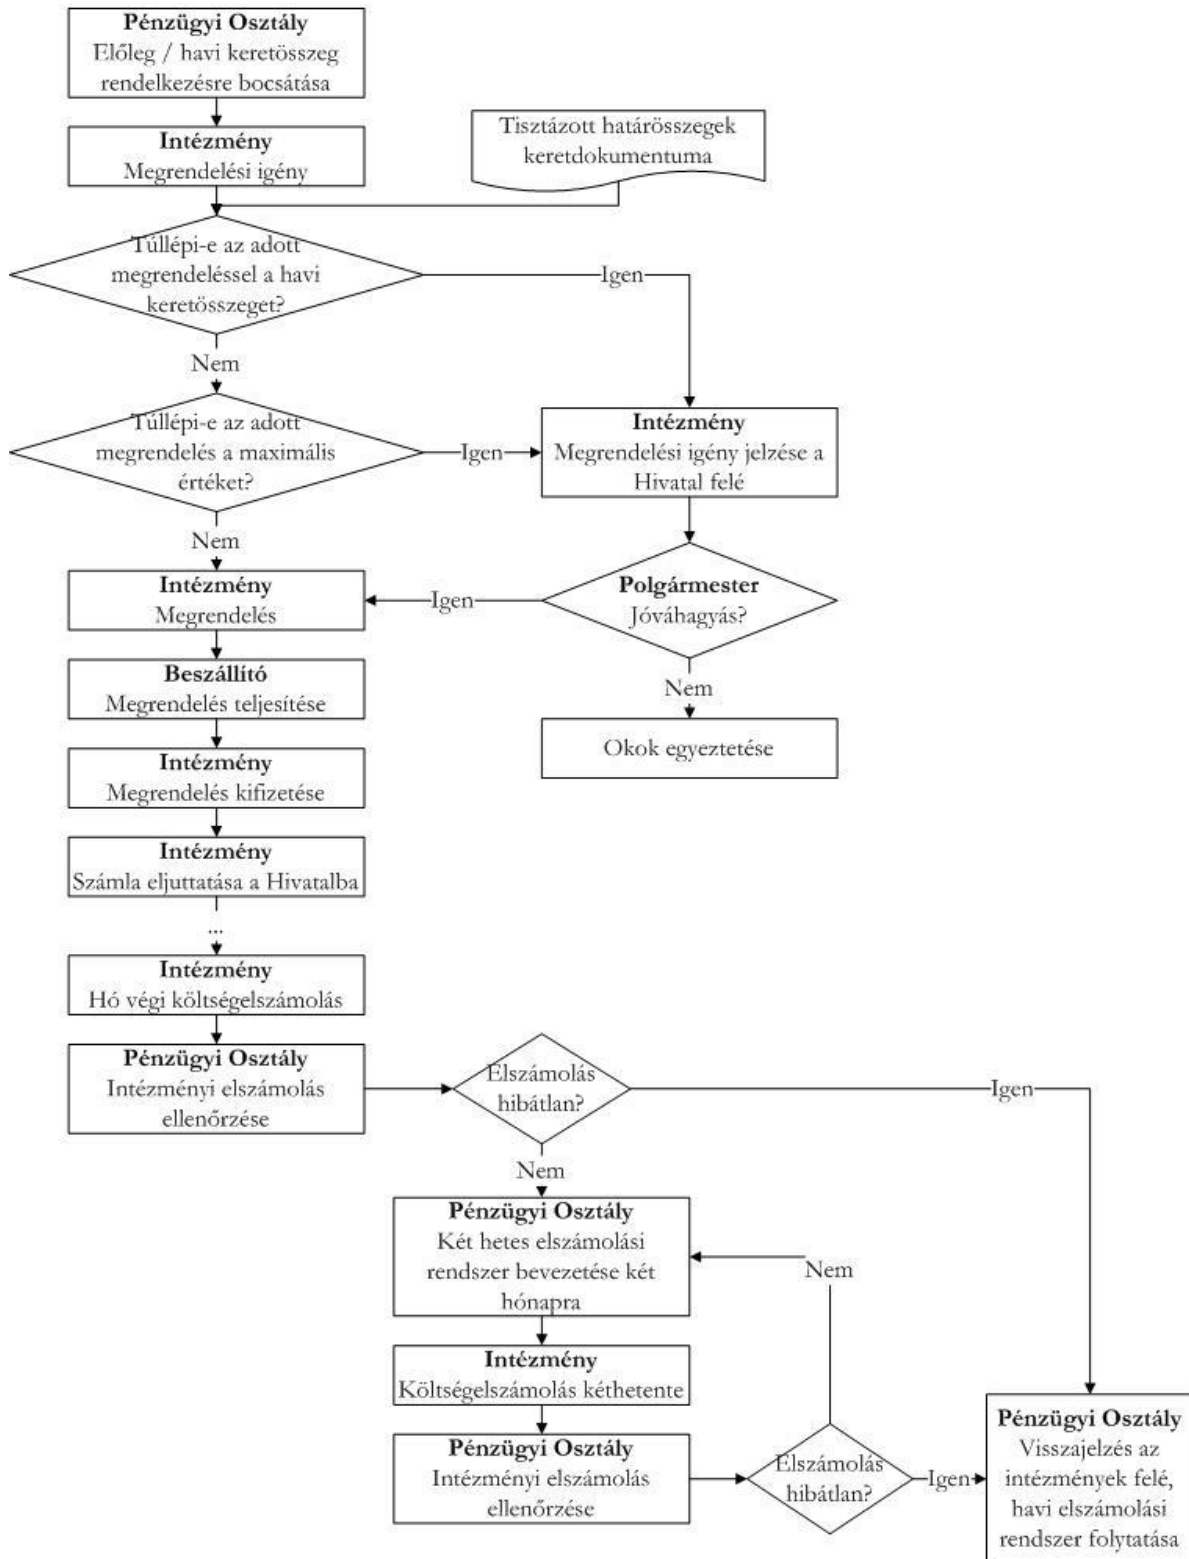 Pénzügyi Osztály
Előleg / havi keretösszeg
rendelkezésre bocsátása
Intézmény
Megrendelési igény
Tisztázott határösszegek
keretdokumentuma
Túllépi-e az adott
megrendeléssel a havi
keretösszeget?
Igen
Nem
Túllépi-e az adott
megrendelés a maximális
értéket?
Igen
Intézmény
Megrendelési igény jelzése a
Hivatal felé
Nem
Intézmény
Megrendelés
Igen
Polgármester
Jóváhagyás?
Beszállító
Megrendelés teljesítése
Nem
Okok egyeztetése
Intézmény
Megrendelés kifizetése
Intézmény
Számla eljuttatása a Hivatalba
...
Intézmény
Hó végi költségelszámolás
Pénzügyi Osztály
Intézményi elszámolás
ellenőrzése
Elszámolás
hibátlan?
Igen
Nem
Pénzügyi Osztály
Két hetes elszámolási
rendszer bevezetése két
hónapra
Nem
Intézmény
Költségelszámolás kéthetente
Pénzügyi Osztály
Intézményi elszámolás
ellenőrzése
Elszámolás
hibátlan?
Igen
Pénzügyi Osztály
Visszajelzés az
intézmények felé,
havi elszámolási
rendszer folytatása